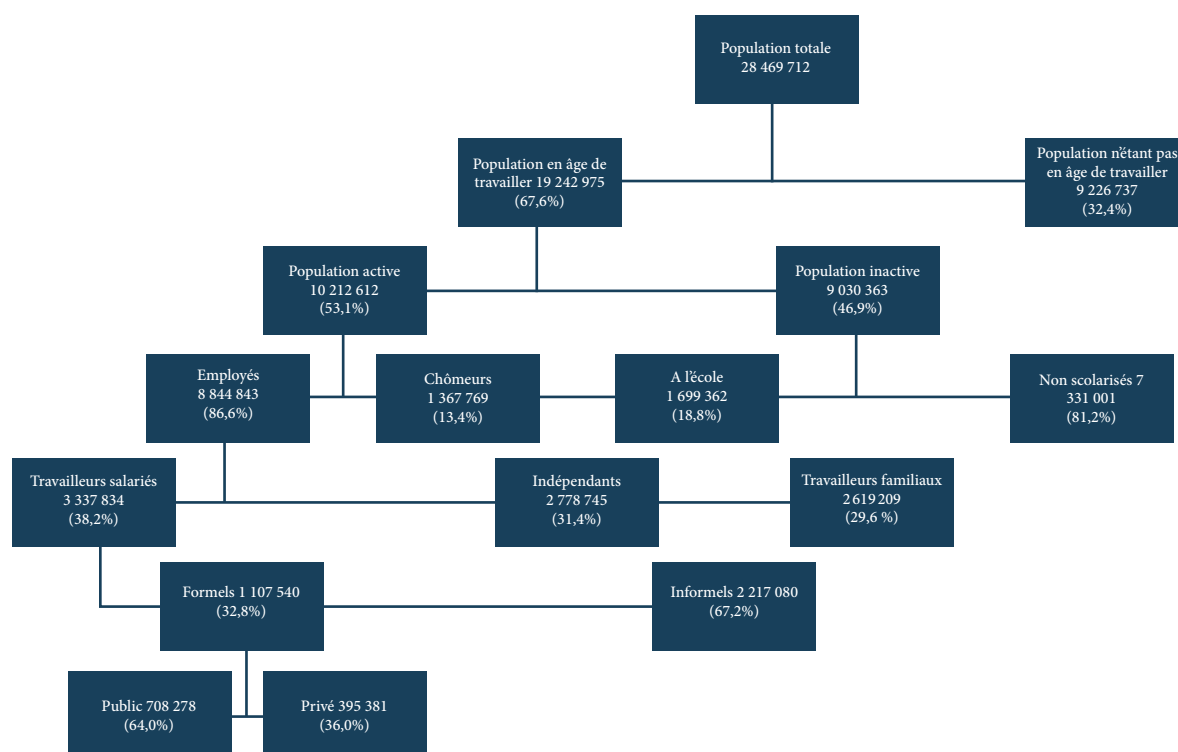 Population totale
28 469 712
Population en âge de
travailler 19 242 975
(67,6%)
Population n'étant pas
en âge de travailler
9 226 737
(32,4%)
Population active
10 212 612
(53,1%)
Population inactive
9 030 363
(46,9%)
Employés
8 844 843
(86,6%)
Chômeurs
1 367 769
(13,4%)
A l'école
1 699 362
(18,8%)
Non scolarisés 7
331 001
(81,2%)
Travailleurs salariés
3 337 834
(38,2%)
Indépendants
2 778 745
(31,4%)
Travailleurs familiaux
2 619 209
(29,6 %)
Formels 1 107 540
(32,8%)
Informels 2 217 080
(67,2%)
Public 708 278
(64,0%)
Privé 395 381
(36,0%)